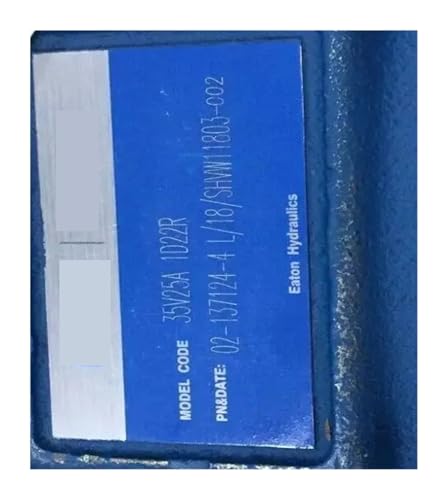 MODEL CODE 35V25A 1D22R
PN&DATE: 02-137124-4 L/18/SHVW11803-002
Eaton Hydraulics